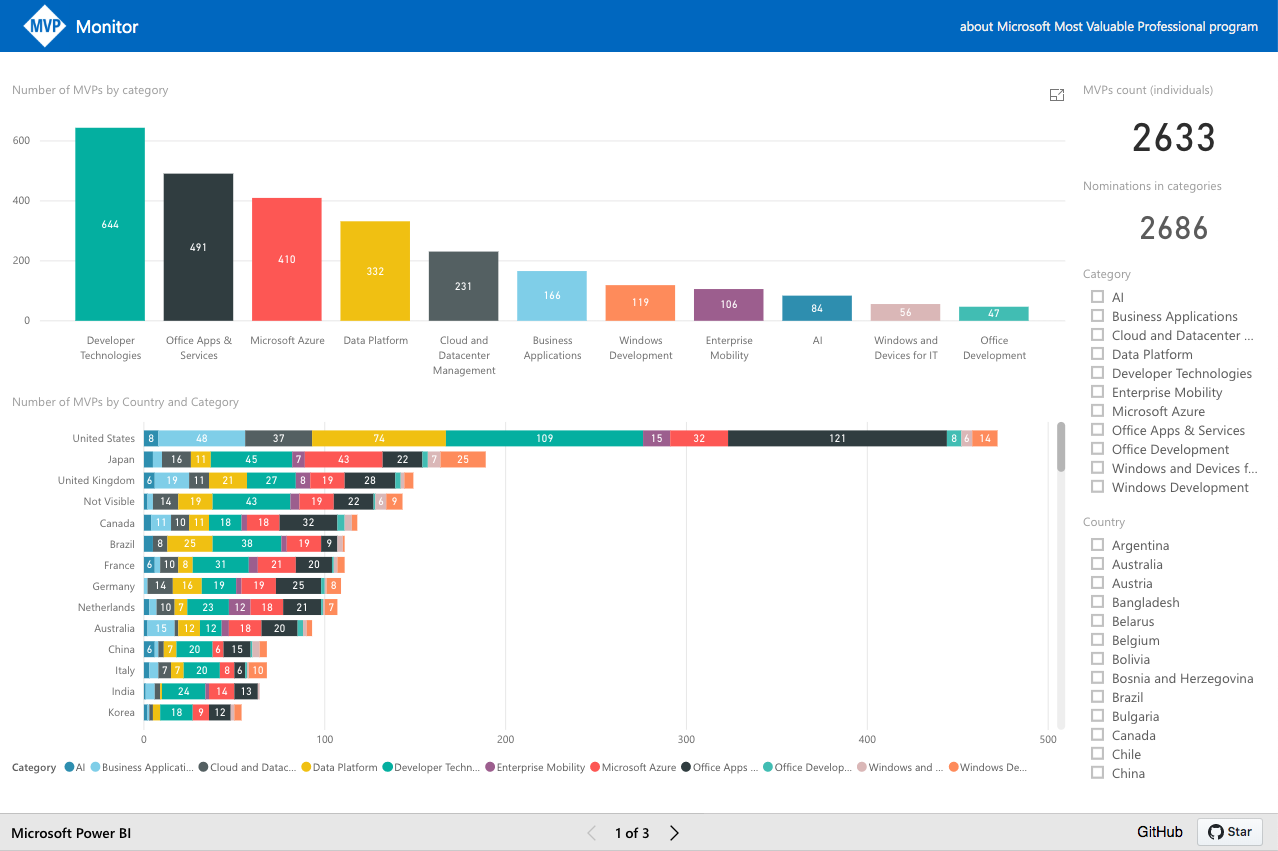 MVP Monitor
about Microsoft Most Valuable Professional program
Number of MVPs by category
600
400
200
0
644
491
410
332
231
166
119
106
84
56
47
Developer Technologies
Office Apps & Services
Microsoft Azure
Data Platform
Cloud and Datacenter Management
Business Applications
Windows Development
Enterprise Mobility
AI
Windows and Devices for IT
Office Development
Number of MVPs by Country and Category
United States 8 48 37 74 109 15 32 121 8 6 14
Japan 16 11 45 7 43 22 7 25
United Kingdom 6 19 11 21 27 8 19 28
Not Visible 14 19 43 19 22 6 9
Canada 11 10 11 18 18 32
Brazil 8 25 38 19 9
France 6 10 8 31 21 20
Germany 14 16 19 19 25 8
Netherlands 10 7 23 12 18 21 7
Australia 15 12 12 18 20
China 6 7 20 6 15
Italy 7 7 20 8 6 10
India 24 14 13
Korea 18 9 12
0 100 200 300 400 500
Category AI Business Applicati... Cloud and Datac... Data Platform Developer Techn... Enterprise Mobility Microsoft Azure Office Apps ... Office Develop... Windows and ... Windows De...
MVPs count (individuals)
2633
Nominations in categories
2686
Category
AI
Business Applications
Cloud and Datacenter ...
Data Platform
Developer Technologies
Enterprise Mobility
Microsoft Azure
Office Apps & Services
Office Development
Windows and Devices f...
Windows Development
Country
Argentina
Australia
Austria
Bangladesh
Belarus
Belgium
Bolivia
Bosnia and Herzegovina
Brazil
Bulgaria
Canada
Chile
China
Microsoft Power BI
1 of 3
GitHub
Star